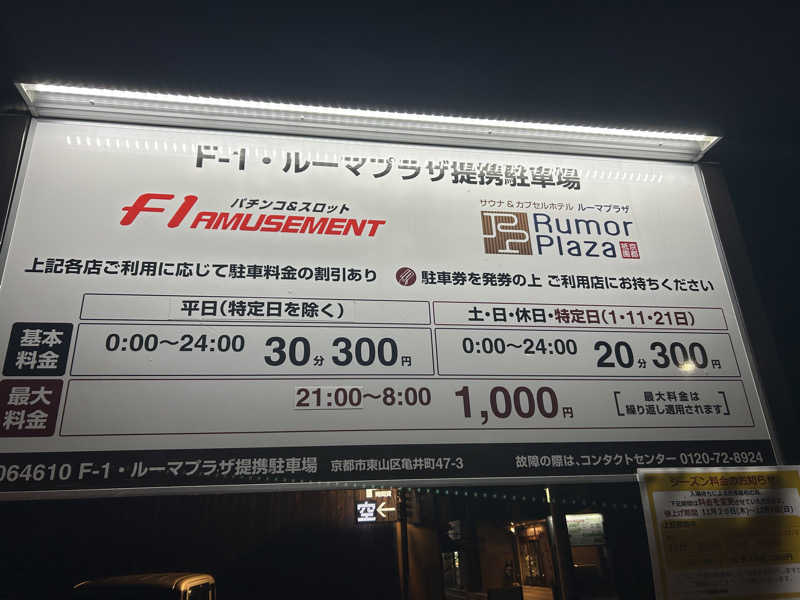 F-1・ルーマプラザ提携駐車場
パチンコ&スロット
F1 AMUSEMENT
サウナ&カプセルホテル ルーマプラザ
Rumor
Plaza
京都
祇園
上記各店ご利用に応じて駐車料金の割引あり
駐車券を発券の上 ご利用店にお持ちください
平日(特定日を除く)
土・日・休日・特定日(1・11・21日)
基本
料金
0:00〜24:00 30分300円
0:00〜24:00 20分300円
最大
料金
21:00〜8:00 1,000円
最大料金は
繰り返し適用されます
064610 F-1・ルーマプラザ提携駐車場 京都市東山区亀井町47-3
故障の際は、コンタクトセンター 0120-72-8924
シーズン料金のお知らせ
空←